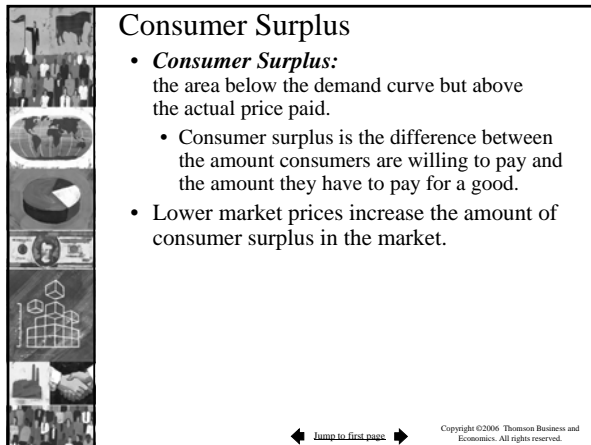 Consumer Surplus
• Consumer Surplus:
the area below the demand curve but above
the actual price paid.
• Consumer surplus is the difference between
the amount consumers are willing to pay and
the amount they have to pay for a good.
• Lower market prices increase the amount of
consumer surplus in the market.
Jump to first page
Copyright ©2006 Thomson Business and
Economics. All rights reserved.